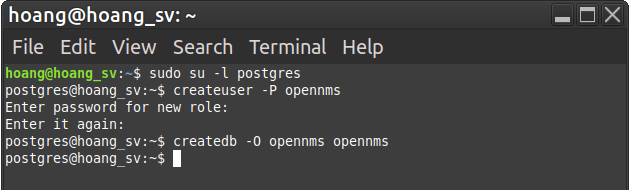 hoang@hoang_sv: ~
File Edit View Search Terminal Help
hoang@hoang_sv:~$ sudo su -l postgres
postgres@hoang_sv:~$ createuser -P opennms
Enter password for new role:
Enter it again:
postgres@hoang_sv:~$ createdb -O opennms opennms
postgres@hoang_sv:~$